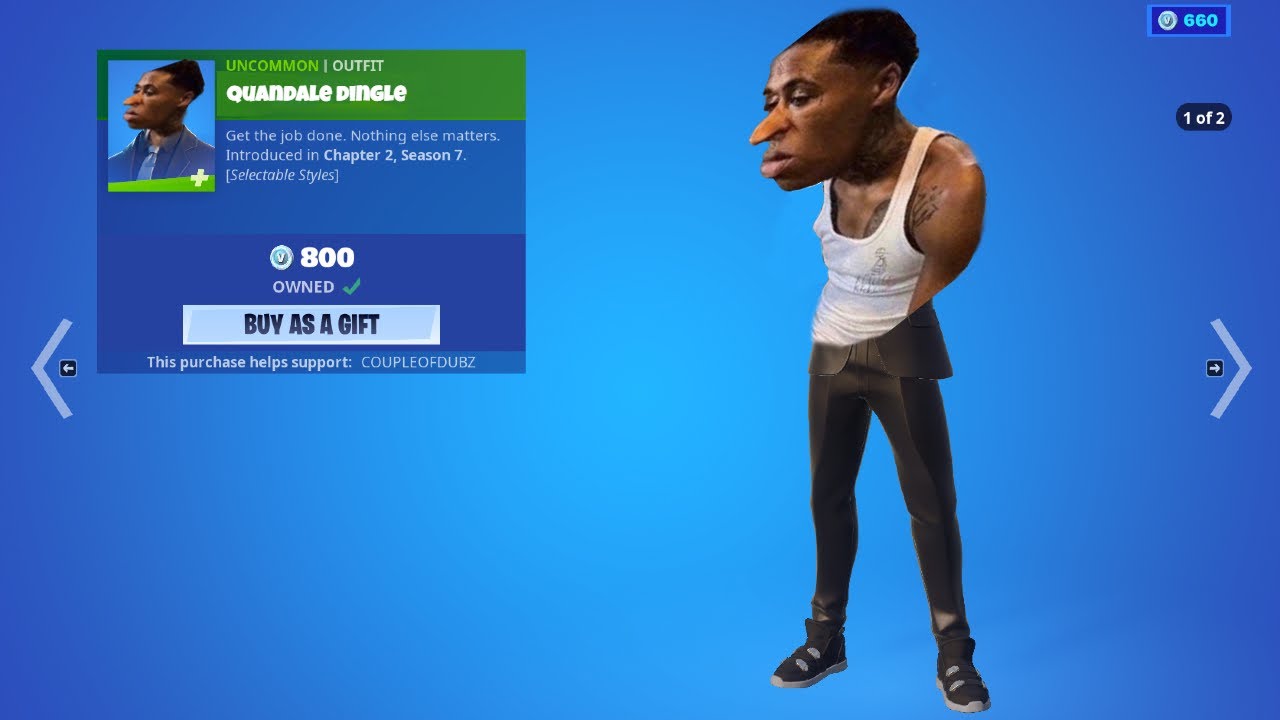 660
1 of 2
UNCOMMON | OUTFIT
Quandale Dingle
Get the job done. Nothing else matters.
Introduced in Chapter 2, Season 7.
[Selectable Styles]
800
OWNED
BUY AS A GIFT
This purchase helps support: COUPLEOFDUBZ